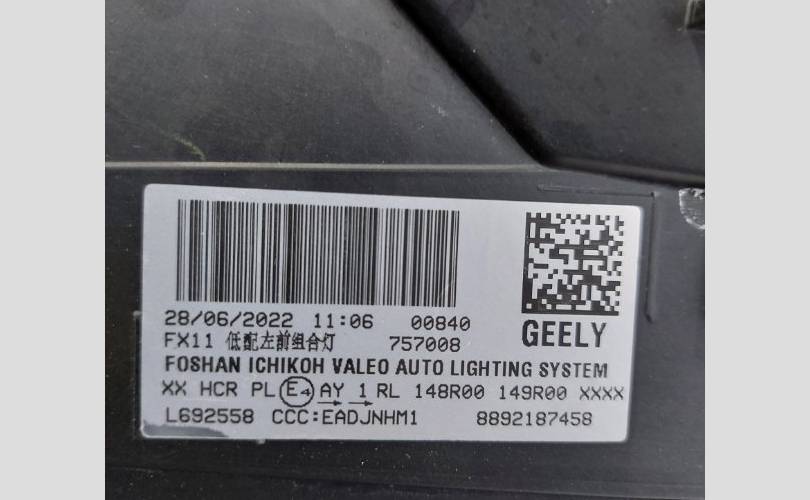 28/06/2022 11:06 00840
FX11 低配左前组合灯 757008
GEELY
FOSHAN ICHIKOH VALEO AUTO LIGHTING SYSTEM
XX HCR PL E4 AY 1 RL 148R00 149R00 XXXX
L692558 CCC:EADJNHM1 8892187458